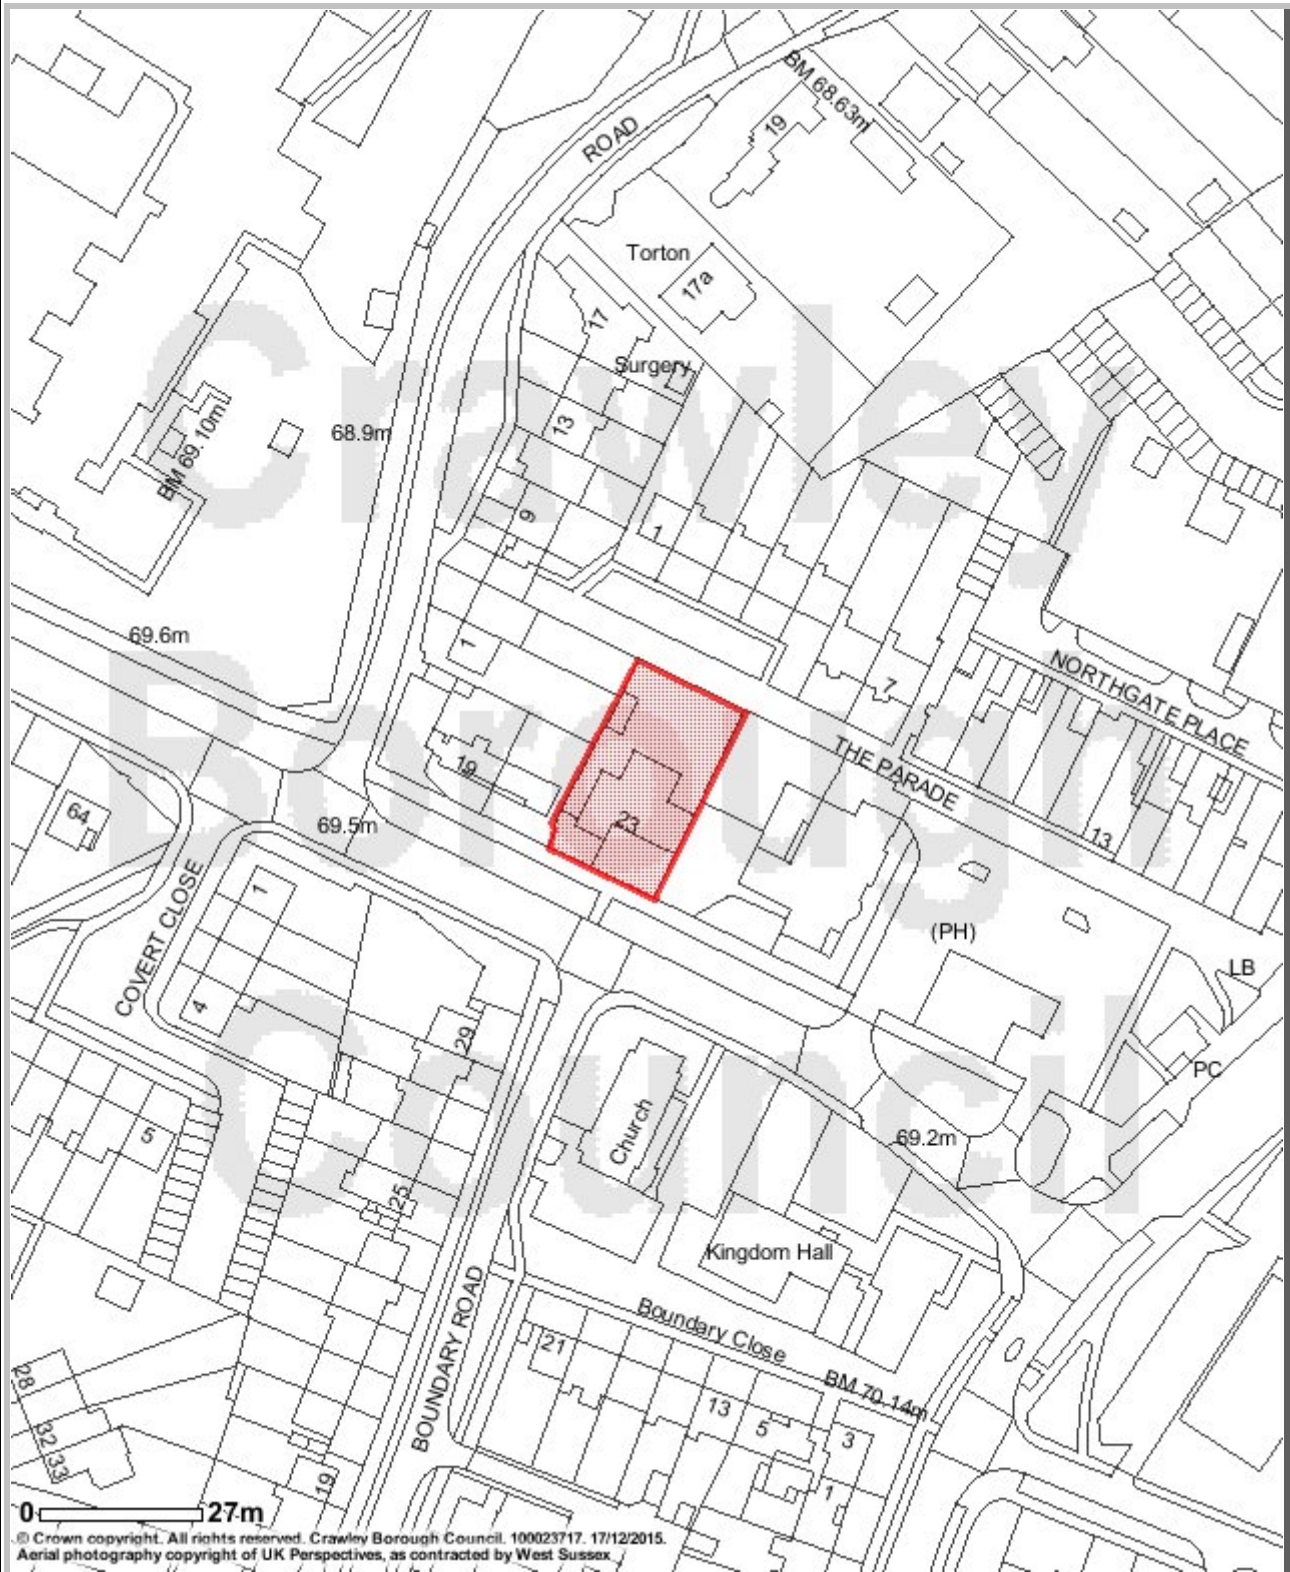 BM 68.63m
ROAD
19
Torton
17a
17
Surgery
13
68.9m
BM 69.10m
9
1
69.6m
1
7
NORTHGATE PLACE
THE PARADE
19
23
64
69.5m
13
1
COVERT CLOSE
(PH)
LB
4
29
PC
Church
69.2m
5
25
Kingdom Hall
Boundary Close
BOUNDARY ROAD
21
BM 70.14m
28
13
5
3
32
33
19
1
0 27m
© Crown copyright. All rights reserved. Crawley Borough Council. 100023717. 17/12/2015.
Aerial photography copyright of UK Perspectives, as contracted by West Sussex
Crawley
Borough
Council